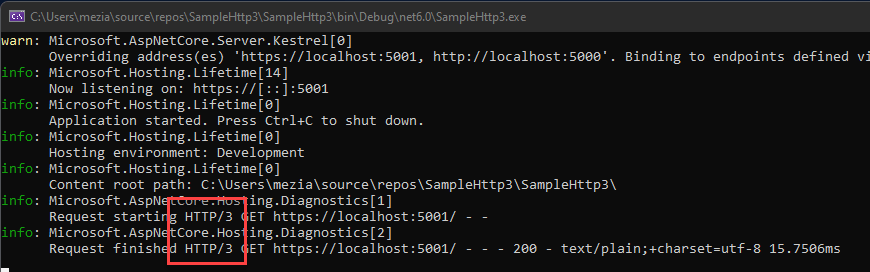 C:\Users\mezia\source\repos\SampleHttp3\SampleHttp3\bin\Debug\net6.0\SampleHttp3.exe
warn: Microsoft.AspNetCore.Server.Kestrel[0]
Overriding address(es) 'https://localhost:5001, http://localhost:5000'. Binding to endpoints defined vi
info: Microsoft.Hosting.Lifetime[14]
Now listening on: https://[::]:5001
info: Microsoft.Hosting.Lifetime[0]
Application started. Press Ctrl+C to shut down.
info: Microsoft.Hosting.Lifetime[0]
Hosting environment: Development
info: Microsoft.Hosting.Lifetime[0]
Content root path: C:\Users\mezia\source\repos\SampleHttp3\SampleHttp3\
info: Microsoft.AspNetCore.Hosting.Diagnostics[1]
Request starting HTTP/3 GET https://localhost:5001/ - -
info: Microsoft.AspNetCore.Hosting.Diagnostics[2]
Request finished HTTP/3 GET https://localhost:5001/ - - - 200 - text/plain;+charset=utf-8 15.7506ms